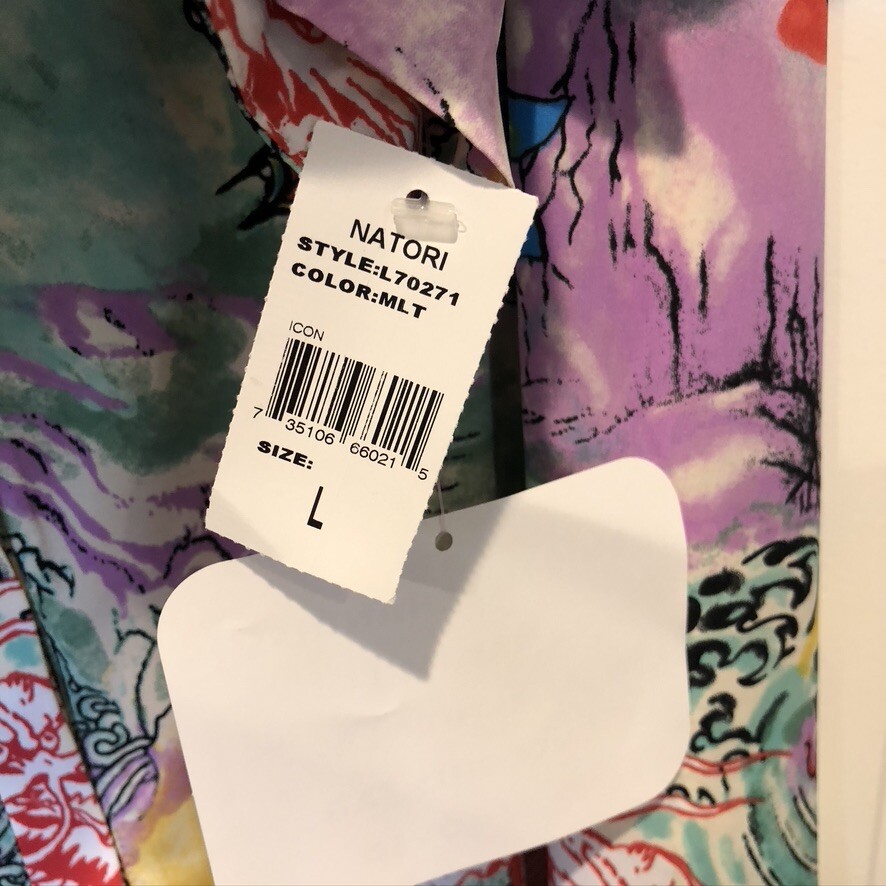 NATORI
STYLE:L70271
COLOR:MLT
ICON
7 35106 66021 5
SIZE:
L